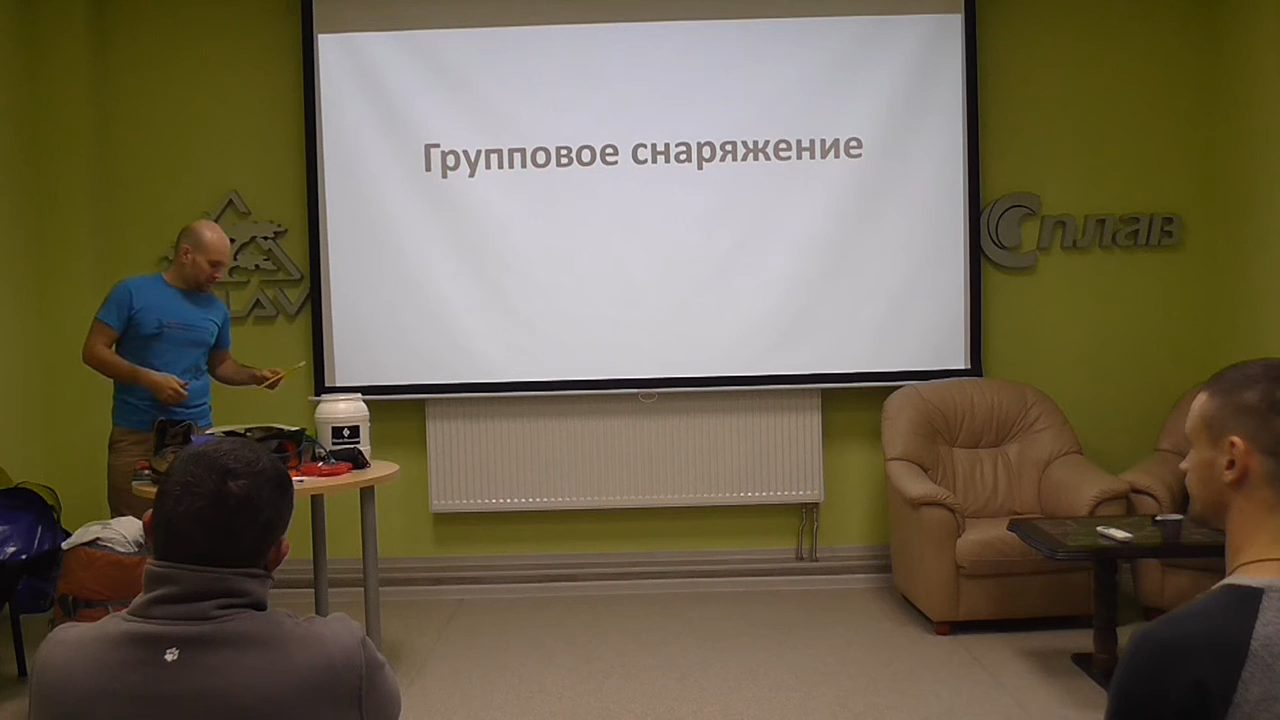 Групповое снаряжение
Сплав